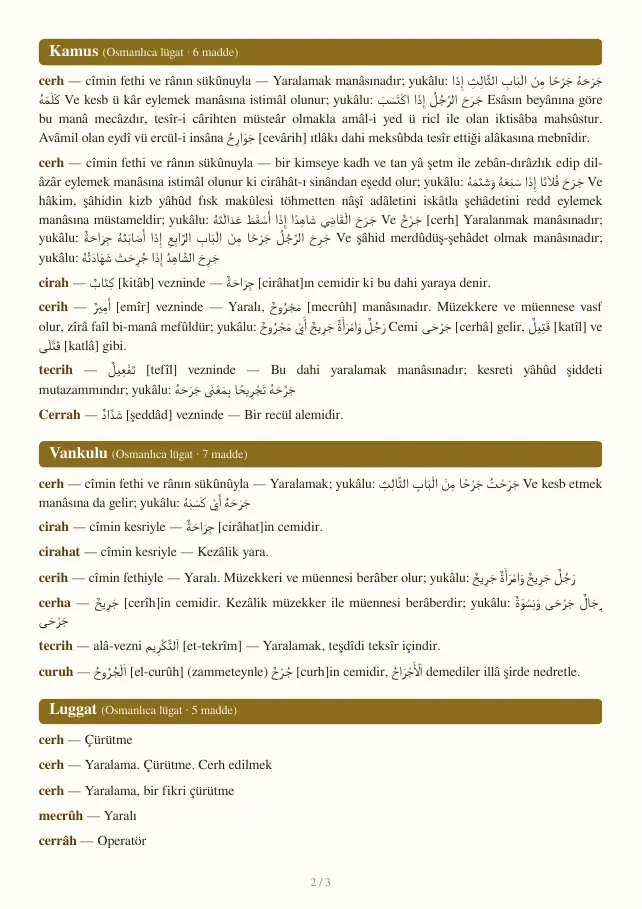 Kamus (Osmanlıca lügat · 6 madde)
cerh — cîmin fethi ve rânın sükûnuyla — Yaralamak manâsınadır; yukâlu: جَرَحَهُ جَرْحًا مِنَ الْبَابِ الثَّالِثِ إِذَا
كَلَمَهُ Ve kesb ü kâr eylemek manâsına istimâl olunur; yukâlu: جَرَحَ الرَّجُلُ إِذَا اكْتَسَبَ Esâsın beyânına göre
bu manâ mecâzdır, tesîr-i cârihten müsteâr olmakla amâl-i yed ü ricl ile olan iktisâba mahsûstur.
Avâmil olan eydî vü ercül-i insâna جَوَارِحُ [cevârih] ıtlâkı dahi meksûbda tesîr ettiği alâkasına mebnîdir.
cerh — cîmin fethi ve rânın sükûnuyla — bir kimseye kadh ve tan yâ şetm ile zebân-dırâzlık edip dil-
âzâr eylemek manâsına istimâl olunur ki cirâhât-ı sinândan eşedd olur; yukâlu: جَرَحَ فُلَانًا إِذَا سَبَعَهُ وَشَتَمَهُ Ve
hâkim, şâhidin kizb yâhûd fısk makûlesi töhmetten nâşî adâletini iskâtla şehâdetini redd eylemek
manâsına müstameldir; yukâlu: جَرَحَ الْقَاضِي شَاهِدًا إِذَا أَسْقَطَ عَدَالَتَهُ Ve جَرْحٌ [cerh] Yaralanmak manâsınadır;
yukâlu: جَرِحَ الرَّجُلُ جَرَحًا مِنَ الْبَابِ الرَّابِعِ إِذَا أَصَابَتْهُ جِرَاحَةٌ Ve şâhid merdûdüş-şehâdet olmak manâsınadır;
yukâlu: جَرِحَ الشَّاهِدُ إِذَا جُرِحَتْ شَهَادَتُهُ
cirah — كِتَابٌ [kitâb] vezninde — جِرَاحَةٌ [cirâhat]ın cemidir ki bu dahi yaraya denir.
cerih — أَمِيرٌ [emîr] vezninde — Yaralı, مَجْرُوحٌ [mecrûh] manâsınadır. Müzekkere ve müennese vasf
olur, zîrâ faîl bi-manâ mefûldür; yukâlu: رَجُلٌ وَامْرَأَةٌ جَرِيحٌ أَيْ مَجْرُوحٌ Cemi جَرْحَى [cerhâ] gelir, قَتِيلٌ [katîl] ve
قَتْلَى [katlâ] gibi.
tecrih — تَفْعِيلٌ [tefîl] vezninde — Bu dahi yaralamak manâsınadır; kesreti yâhûd şiddeti
mutazammındır; yukâlu: جَرَّحَهُ تَجْرِيحًا بِمَعْنَى جَرَحَهُ
Cerrah — شَدَّادٌ [şeddâd] vezninde — Bir recül alemidir.
Vankulu (Osmanlıca lügat · 7 madde)
cerh — cîmin fethi ve rânın sükûnûyla — Yaralamak; yukâlu: جَرَحْتُ جَرْحًا مِنَ الْبَابِ الثَّالِثِ Ve kesb etmek
manâsına da gelir; yukâlu: جَرَحَهُ أَيْ كَسَبَهُ
cirah — cîmin kesriyle — جِرَاحَةٌ [cirâhat]in cemidir.
cirahat — cîmin kesriyle — Kezâlik yara.
cerih — cîmin fethiyle — Yaralı. Müzekkeri ve müennesi berâber olur; yukâlu: رَجُلٌ جَرِيحٌ وَامْرَأَةٌ جَرِيحٌ
cerha — جَرِيحٌ [cerîh]in cemidir. Kezâlik müzekker ile müennesi berâberdir; yukâlu: رِجَالٌ جَرْحَى وَنِسْوَةٌ
جَرْحَى
tecrih — alâ-vezni اَلتَّكْرِيم [et-tekrîm] — Yaralamak, teşdîdi teksîr içindir.
curuh — اَلْجُرُوحُ [el-curûh] (zammeteynle) جُرْحٌ [curh]in cemidir, اَلْأَجْرَاحُ demediler illâ şirde nedretle.
Luggat (Osmanlıca lügat · 5 madde)
cerh — Çürütme
cerh — Yaralama. Çürütme. Cerh edilmek
cerh — Yaralama, bir fikri çürütme
mecrûh — Yaralı
cerrâh — Operatör
2 / 3